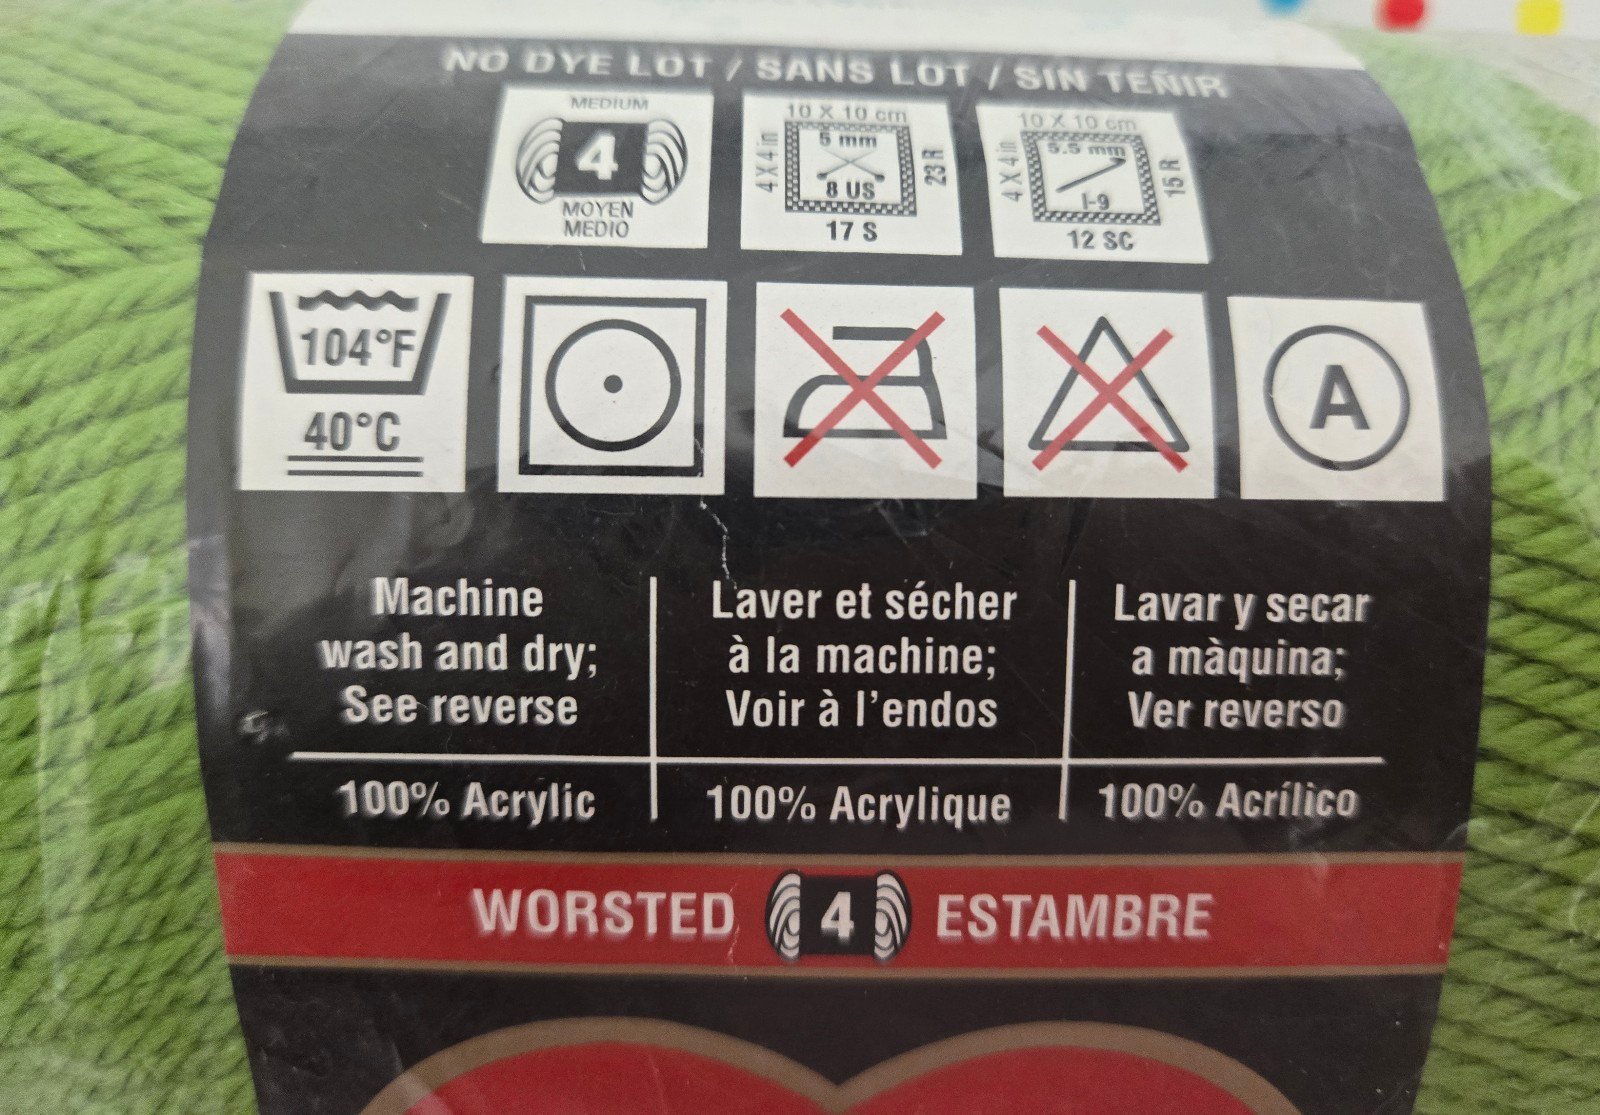 NO DYE LOT / SANS LOT / SIN TEÑIR
MEDIUM
4
MOYEN
MEDIO
10 X 10 cm
4 X 4 in
5 mm
8 US
23 R
17 S
10 X 10 cm
4 X 4 in
5.5 mm
I-9
15 R
12 SC
104°F
40°C
A
Machine
wash and dry;
See reverse
Laver et sécher
à la machine;
Voir à l'endos
Lavar y secar
a màquina;
Ver reverso
100% Acrylic
100% Acrylique
100% Acrílico
WORSTED 4 ESTAMBRE